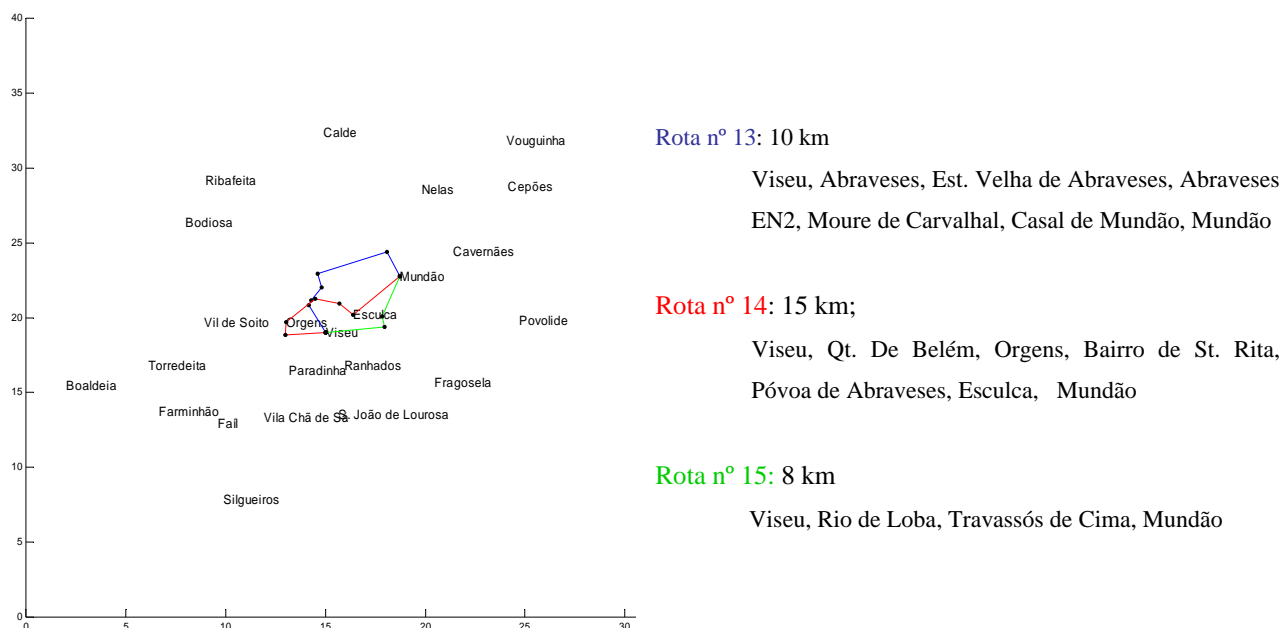 40
35
30
25
20
15
10
5
0
0 5 10 15 20 25 30
Calde
Vouguinha
Ribafeita
Nelas
Cepões
Bodiosa
Cavernães
Mundão
Esculca
Vil de Soito
Orgens
Povolide
Viseu
Torredeita
Paradinha
Ranhados
Boaldeia
Fragosela
Farminhão
Faíl
Vila Chã de Sá
S. João de Lourosa
Silgueiros
Rota nº 13: 10 km
Viseu, Abraveses, Est. Velha de Abraveses, Abraveses
EN2, Moure de Carvalhal, Casal de Mundão, Mundão
Rota nº 14: 15 km;
Viseu, Qt. De Belém, Orgens, Bairro de St. Rita,
Póvoa de Abraveses, Esculca, Mundão
Rota nº 15: 8 km
Viseu, Rio de Loba, Travassós de Cima, Mundão